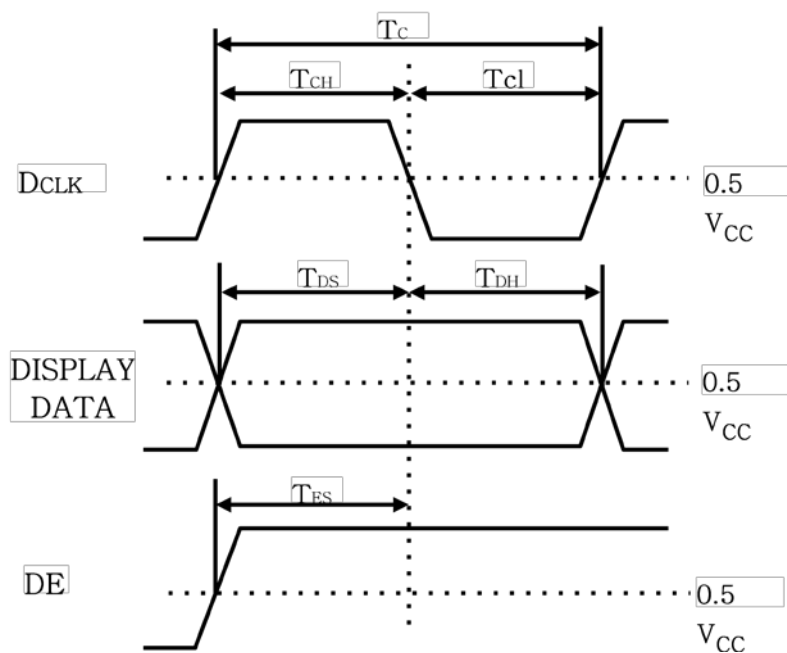 TC
TCH
Tcl
DCLK
0.5
VCC
TDS
TDH
DISPLAY
DATA
0.5
VCC
TES
DE
0.5
VCC